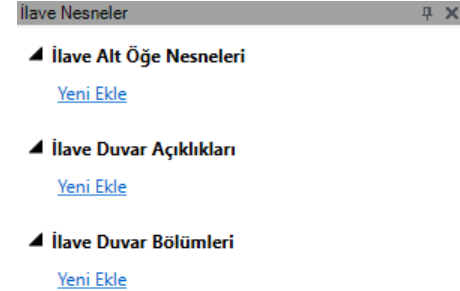 İlave Nesneler
İlave Alt Öğe Nesneleri
Yeni Ekle
İlave Duvar Açıklıkları
Yeni Ekle
İlave Duvar Bölümleri
Yeni Ekle